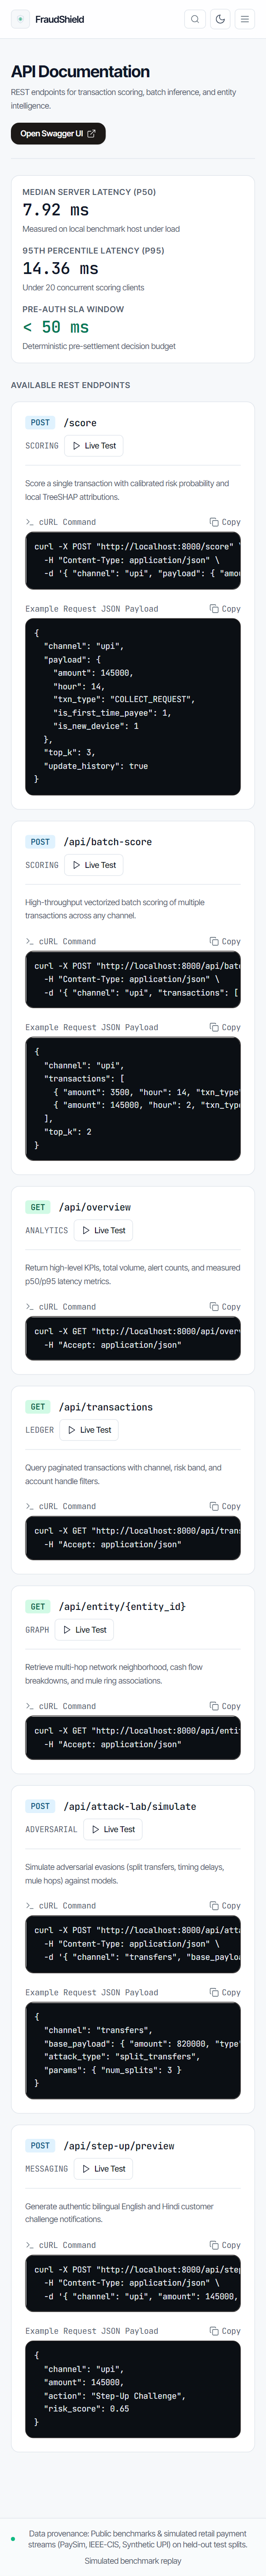 FraudShield
API Documentation
REST endpoints for transaction scoring, batch inference, and entity
intelligence.
Open Swagger UI
MEDIAN SERVER LATENCY (P50)
7.92 ms
Measured on local benchmark host under load
95TH PERCENTILE LATENCY (P95)
14.36 ms
Under 20 concurrent scoring clients
PRE-AUTH SLA WINDOW
< 50 ms
Deterministic pre-settlement decision budget
AVAILABLE REST ENDPOINTS
POST /score
SCORING Live Test
Score a single transaction with calibrated risk probability and
local TreeSHAP attributions.
>_ cURL Command Copy
curl -X POST "http://localhost:8000/score" \
-H "Content-Type: application/json" \
-d '{ "channel": "upi", "payload": { "amou
Example Request JSON Payload Copy
{
"channel": "upi",
"payload": {
"amount": 145000,
"hour": 14,
"txn_type": "COLLECT_REQUEST",
"is_first_time_payee": 1,
"is_new_device": 1
},
"top_k": 3,
"update_history": true
}
POST /api/batch-score
SCORING Live Test
High-throughput vectorized batch scoring of multiple
transactions across any channel.
>_ cURL Command Copy
curl -X POST "http://localhost:8000/api/batc
-H "Content-Type: application/json" \
-d '{ "channel": "upi", "transactions": [
Example Request JSON Payload Copy
{
"channel": "upi",
"transactions": [
{ "amount": 3500, "hour": 14, "txn_type"
{ "amount": 145000, "hour": 2, "txn_type
],
"top_k": 2
}
GET /api/overview
ANALYTICS Live Test
Return high-level KPIs, total volume, alert counts, and measured
p50/p95 latency metrics.
>_ cURL Command Copy
curl -X GET "http://localhost:8000/api/overv
-H "Accept: application/json"
GET /api/transactions
LEDGER Live Test
Query paginated transactions with channel, risk band, and
account handle filters.
>_ cURL Command Copy
curl -X GET "http://localhost:8000/api/trans
-H "Accept: application/json"
GET /api/entity/{entity_id}
GRAPH Live Test
Retrieve multi-hop network neighborhood, cash flow
breakdowns, and mule ring associations.
>_ cURL Command Copy
curl -X GET "http://localhost:8000/api/entit
-H "Accept: application/json"
POST /api/attack-lab/simulate
ADVERSARIAL Live Test
Simulate adversarial evasions (split transfers, timing delays,
mule hops) against models.
>_ cURL Command Copy
curl -X POST "http://localhost:8000/api/atta
-H "Content-Type: application/json" \
-d '{ "channel": "transfers", "base_payloa
Example Request JSON Payload Copy
{
"channel": "transfers",
"base_payload": { "amount": 820000, "type"
"attack_type": "split_transfers",
"params": { "num_splits": 3 }
}
POST /api/step-up/preview
MESSAGING Live Test
Generate authentic bilingual English and Hindi customer
challenge notifications.
>_ cURL Command Copy
curl -X POST "http://localhost:8000/api/step
-H "Content-Type: application/json" \
-d '{ "channel": "upi", "amount": 145000,
Example Request JSON Payload Copy
{
"channel": "upi",
"amount": 145000,
"action": "Step-Up Challenge",
"risk_score": 0.65
}
Data provenance: Public benchmarks & simulated retail payment
streams (PaySim, IEEE-CIS, Synthetic UPI) on held-out test splits.
Simulated benchmark replay